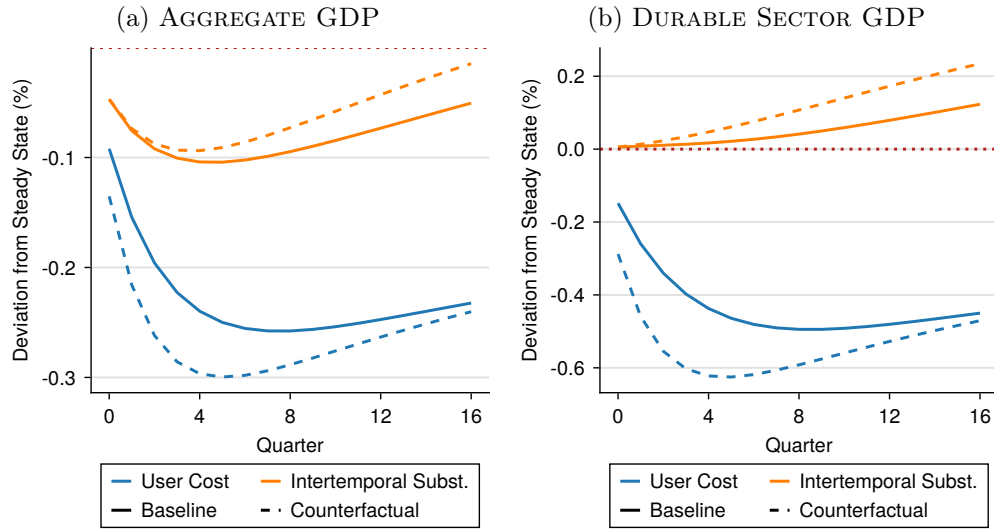 (a) AGGREGATE GDP
Deviation from Steady State (%)
-0.1
-0.2
-0.3
0
4
8
12
16
Quarter
User Cost
Intertemporal Subst.
Baseline
Counterfactual
(b) DURABLE SECTOR GDP
Deviation from Steady State (%)
0.2
0.0
-0.2
-0.4
-0.6
0
4
8
12
16
Quarter
User Cost
Intertemporal Subst.
Baseline
Counterfactual